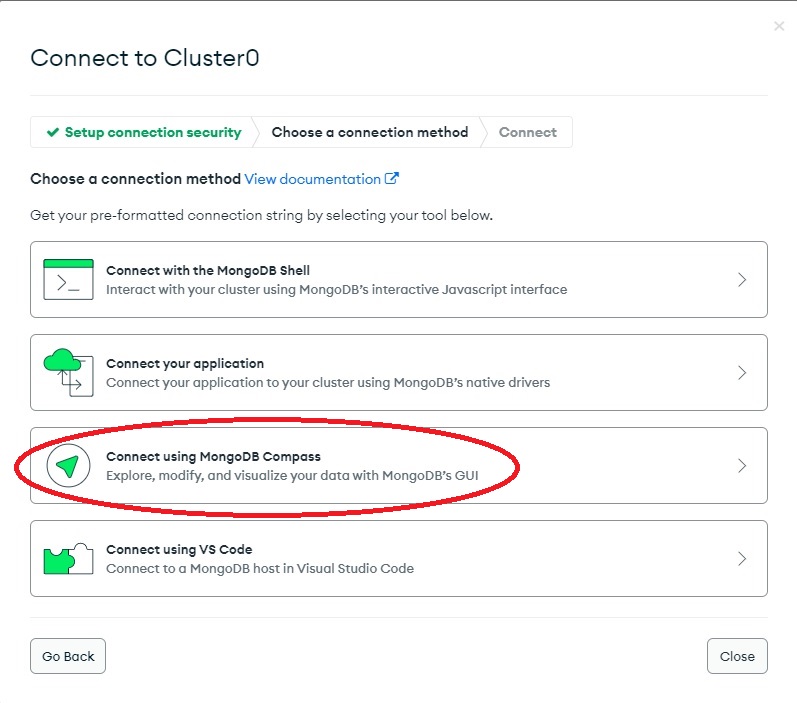 Connect to Cluster0
Setup connection security
Choose a connection method
Connect
Choose a connection method View documentation
Get your pre-formatted connection string by selecting your tool below.
Connect with the MongoDB Shell
Interact with your cluster using MongoDB's interactive Javascript interface
Connect your application
Connect your application to your cluster using MongoDB's native drivers
Connect using MongoDB Compass
Explore, modify, and visualize your data with MongoDB's GUI
Connect using VS Code
Connect to a MongoDB host in Visual Studio Code
Go Back
Close